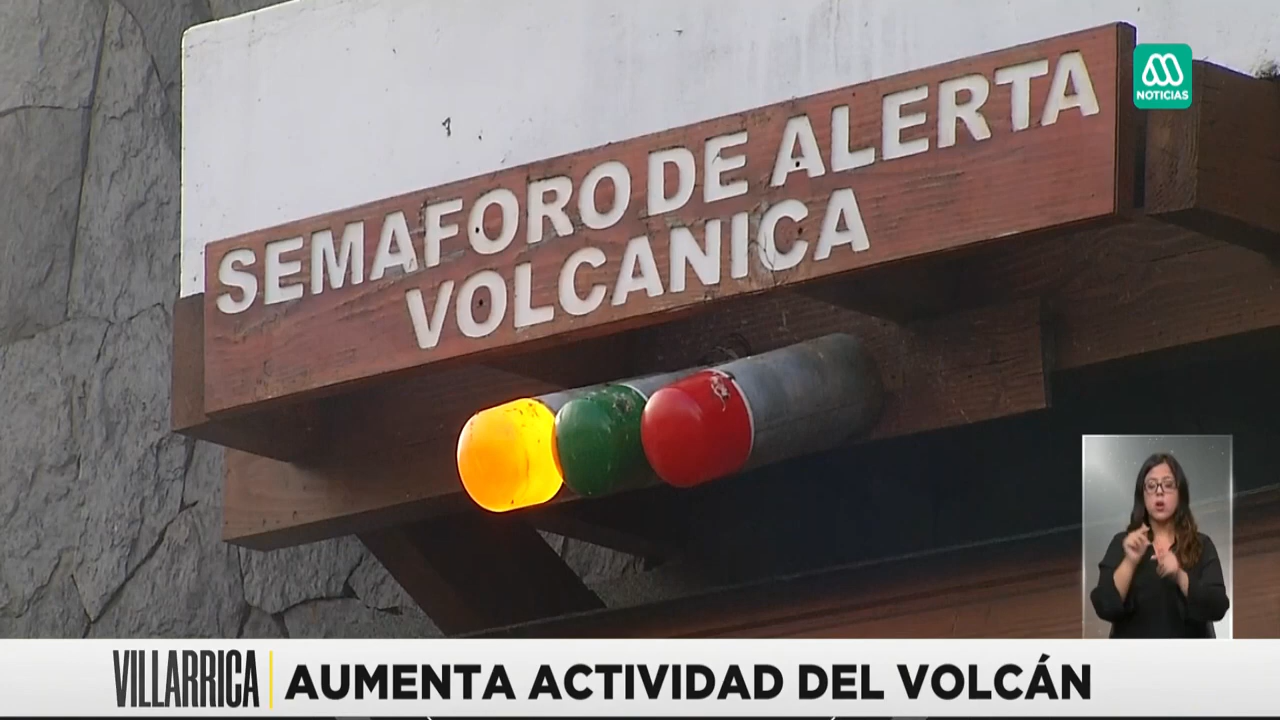 SEMAFORO DE ALERTA
VOLCANICA
NOTICIAS
VILLARRICA
AUMENTA ACTIVIDAD DEL VOLCÁN